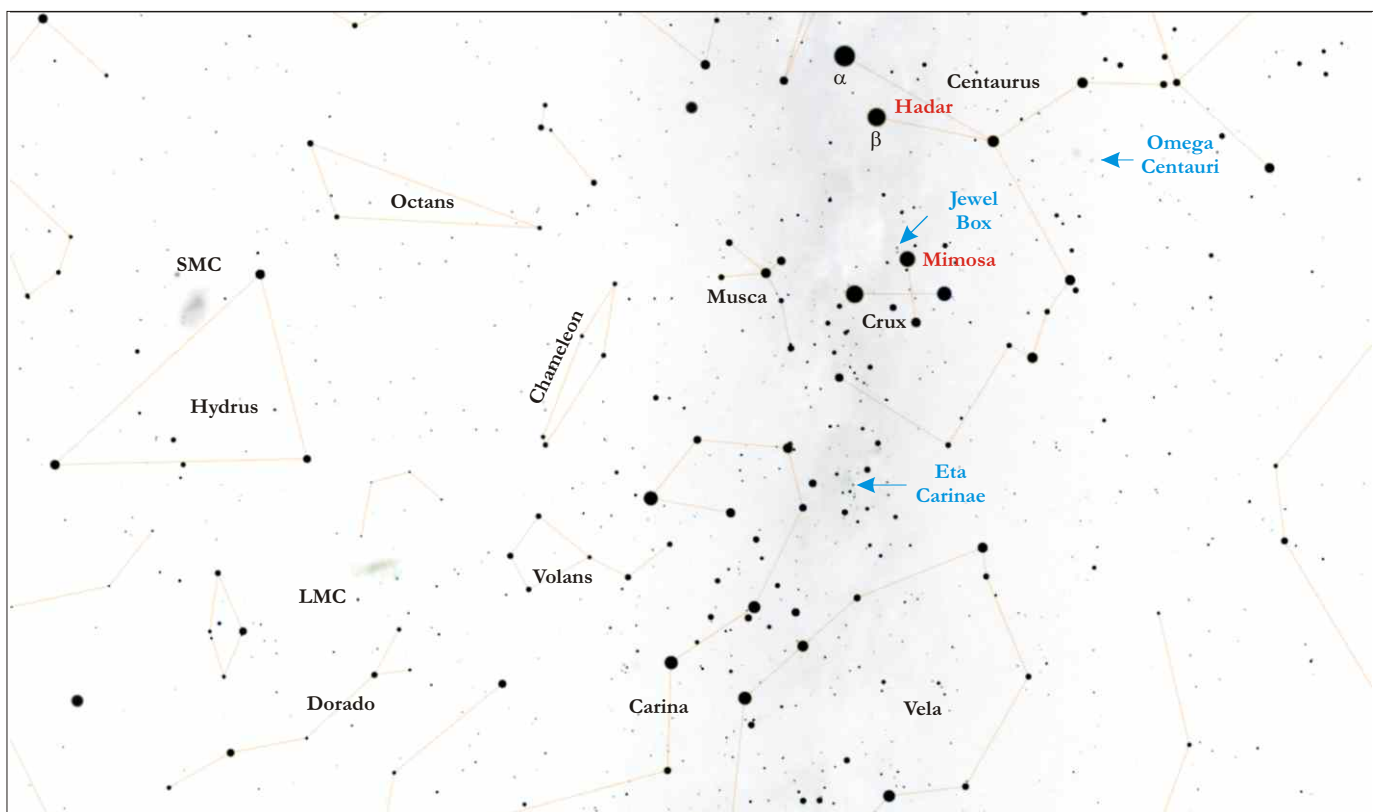 α
Centaurus
Hadar
β
Omega
Centauri
Octans
Jewel
Box
SMC
Mimosa
Musca
Crux
Chameleon
Hydrus
Eta
Carinae
Volans
LMC
Dorado
Carina
Vela